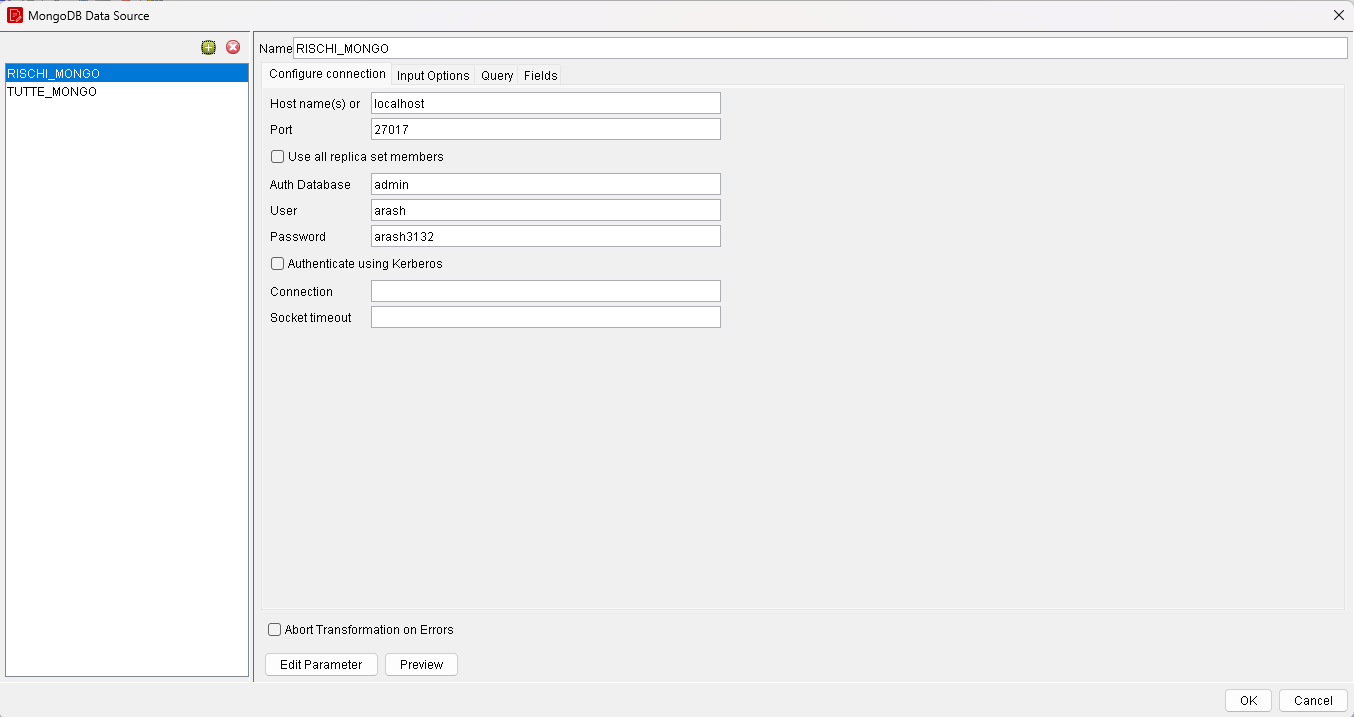 MongoDB Data Source
RISCHI_MONGO
TUTTE_MONGO
Name RISCHI_MONGO
Configure connection Input Options Query Fields
Host name(s) or localhost
Port 27017
Use all replica set members
Auth Database admin
User arash
Password arash3132
Authenticate using Kerberos
Connection
Socket timeout
Abort Transformation on Errors
Edit Parameter Preview
OK Cancel